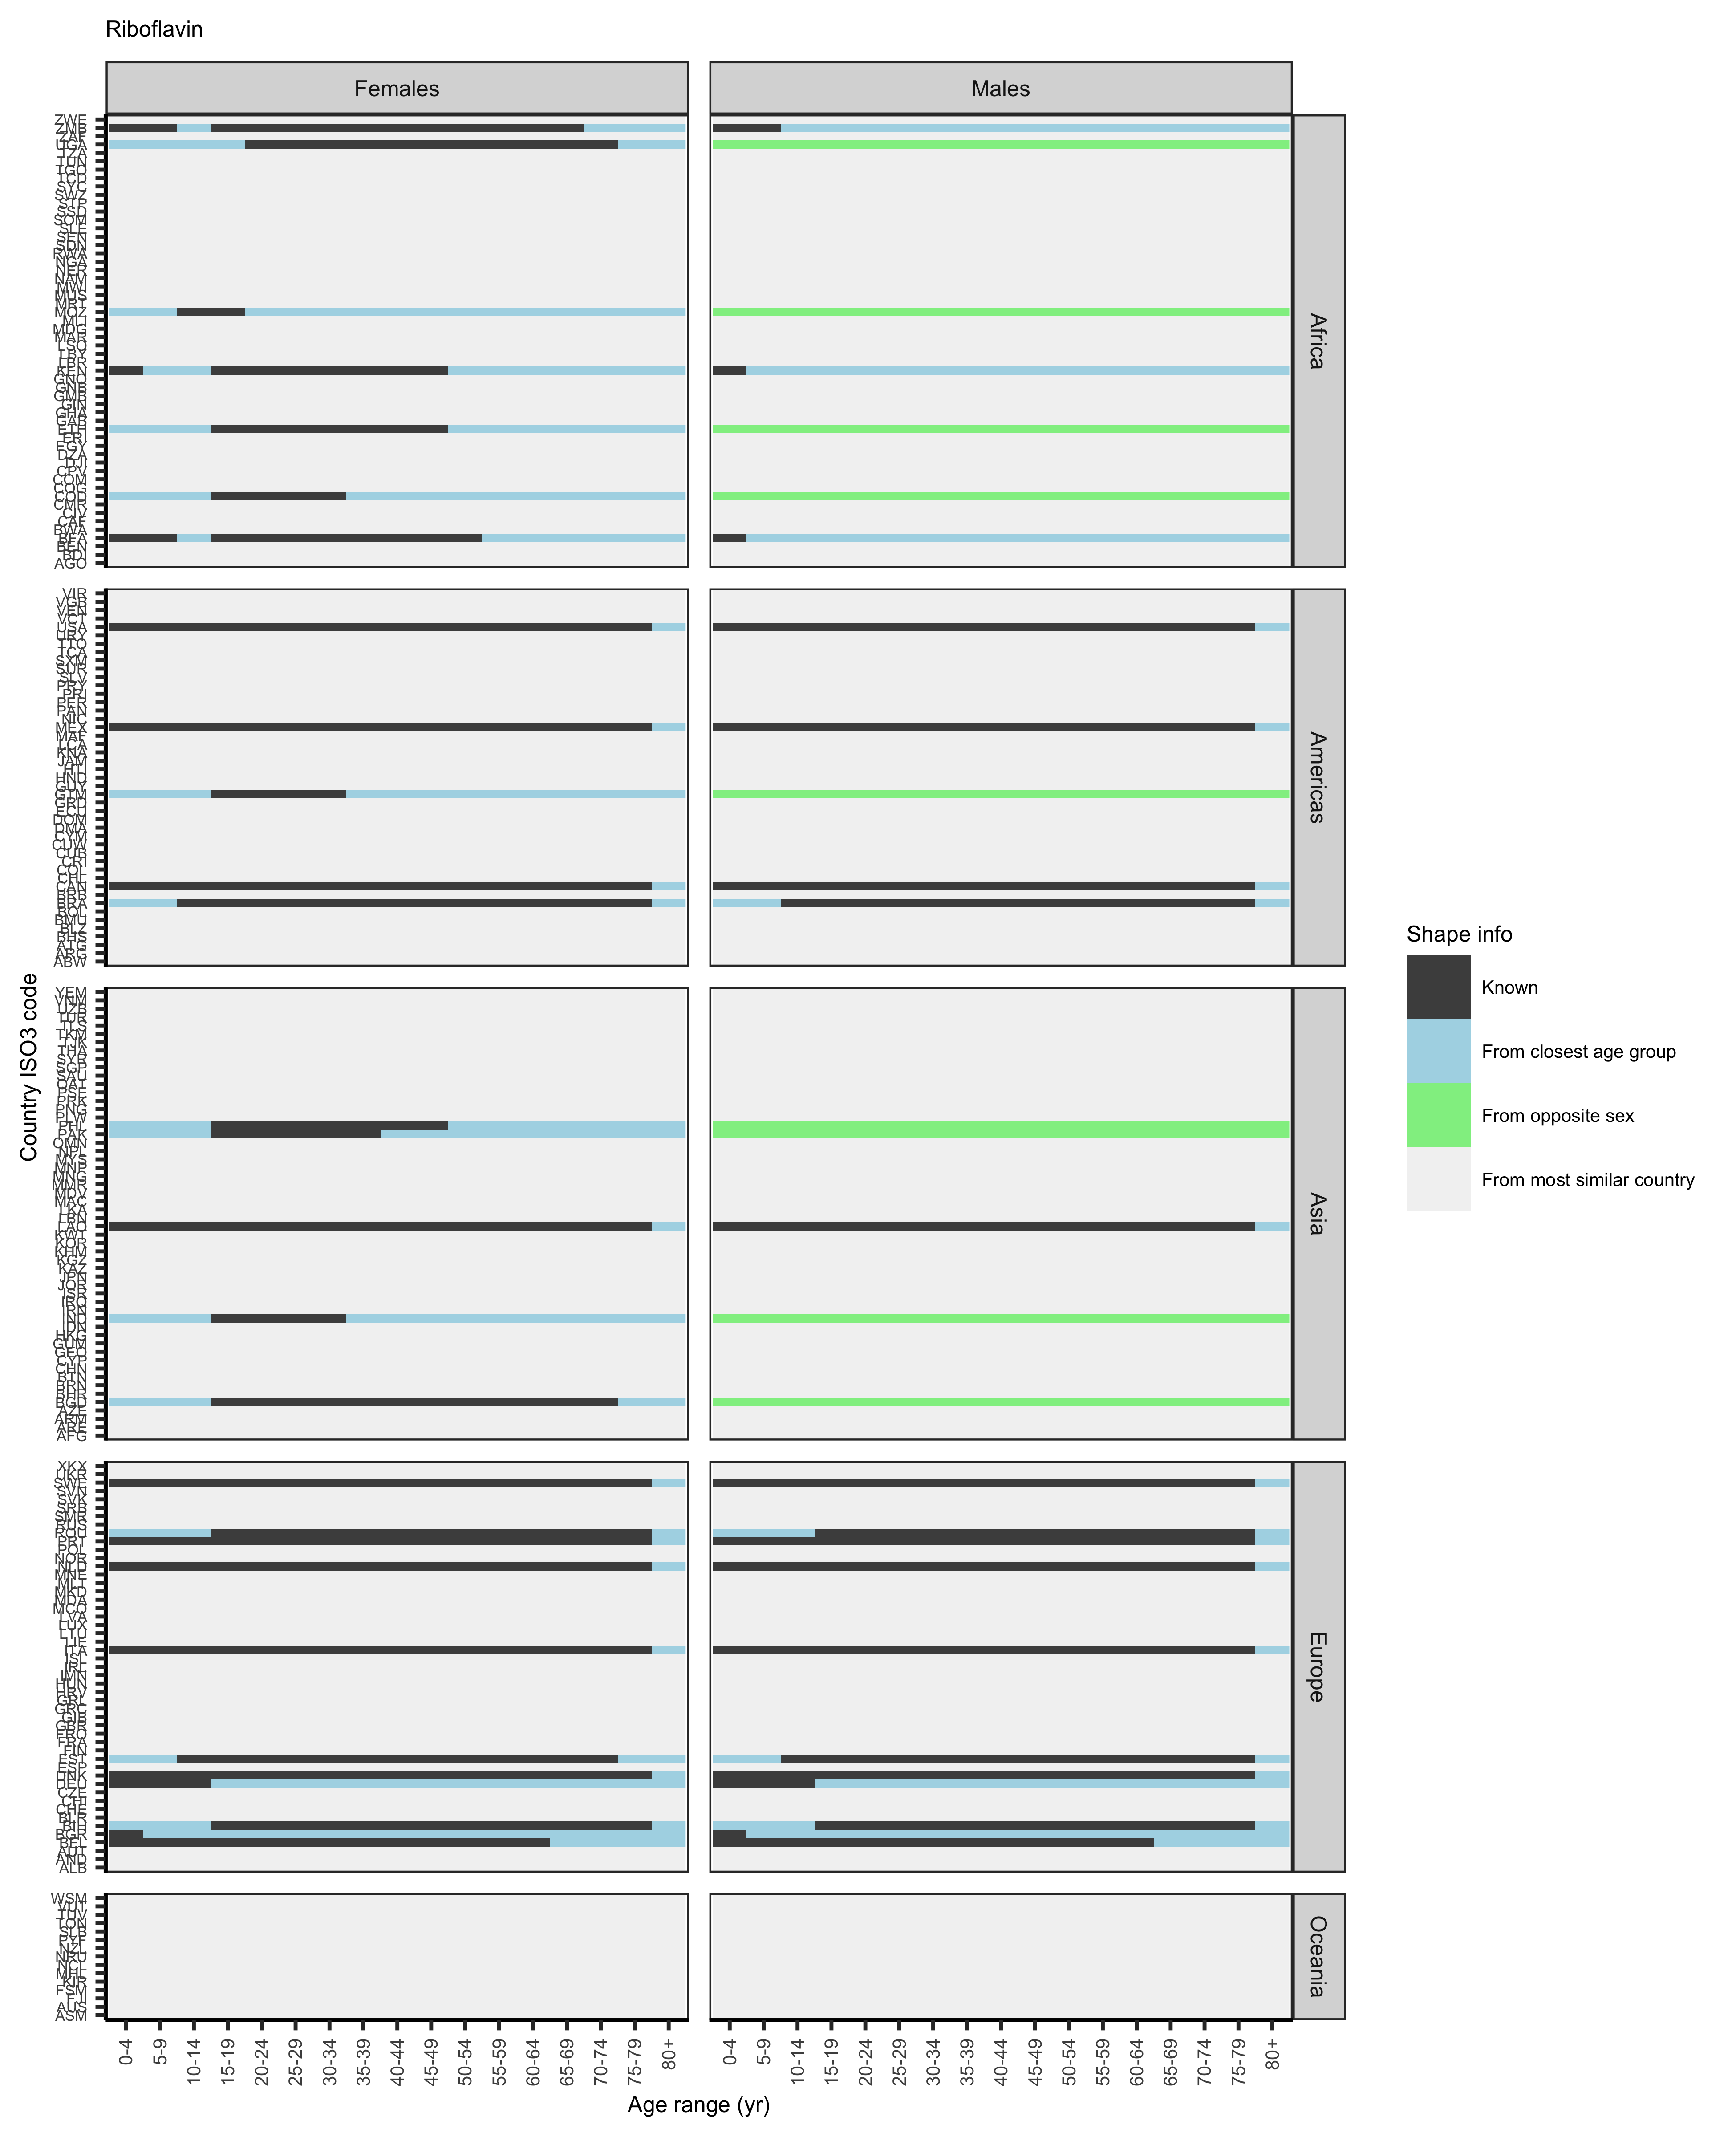 Riboflavin
Females
Males
ZWE
ZMB
ZAF
UGA
TZA
TUN
TGO
TCD
SYC
SWZ
STP
SSD
SOM
SLE
SEN
SDN
RWA
NGA
NER
NAM
MWI
MUS
MRT
MOZ
MLI
MDG
MAR
LSO
LBY
LBR
KEN
GNQ
GNB
GMB
GIN
GHA
GAB
ETH
ERI
EGY
DZA
DJI
CPV
COM
COG
COD
CMR
CIV
CAF
BWA
BFA
BEN
BDI
AGO
Africa
VIR
VGB
VEN
VCT
USA
URY
TTO
TCA
SXM
SUR
SLV
PRY
PRI
PER
PAN
NIC
MEX
MAF
LCA
KNA
JAM
HTI
HND
GUY
GTM
GRD
ECU
DOM
DMA
CYM
CUW
CUB
CRI
COL
CHL
CAN
BRB
BRA
BOL
BMU
BLZ
BHS
ATG
ARG
ABW
Americas
YEM
VNM
UZB
TUR
TLS
TKM
TJK
THA
SYR
SGP
SAU
QAT
PSE
PRK
PNG
PLW
PHL
PAK
OMN
NPL
MYS
MNP
MNG
MMR
MDV
MAC
LKA
LBN
LAO
KWT
KOR
KHM
KGZ
KAZ
JPN
JOR
ISR
IRQ
IRN
IND
IDN
HKG
GUM
GEO
CYP
CHN
BTN
BRN
BHR
BGD
AZE
ARM
ARE
AFG
Asia
XKX
UKR
SWE
SVN
SVK
SRB
SMR
RUS
ROU
PRT
POL
NOR
NLD
MNE
MLT
MKD
MDA
MCO
LVA
LUX
LTU
LIE
ITA
ISL
IRL
IMN
HUN
HRV
GRL
GRC
GIB
GBR
FRO
FRA
FIN
EST
ESP
DNK
DEU
CZE
CHI
CHE
BLR
BIH
BGR
BEL
AUT
AND
ALB
Europe
WSM
VUT
TUV
TON
SLB
PYF
NZL
NRU
NCL
MHL
KIR
FSM
FJI
AUS
ASM
Oceania
Country ISO3 code
0-4 5-9 10-14 15-19 20-24 25-29 30-34 35-39 40-44 45-49 50-54 55-59 60-64 65-69 70-74 75-79 80+
0-4 5-9 10-14 15-19 20-24 25-29 30-34 35-39 40-44 45-49 50-54 55-59 60-64 65-69 70-74 75-79 80+
Age range (yr)
Shape info
Known
From closest age group
From opposite sex
From most similar country